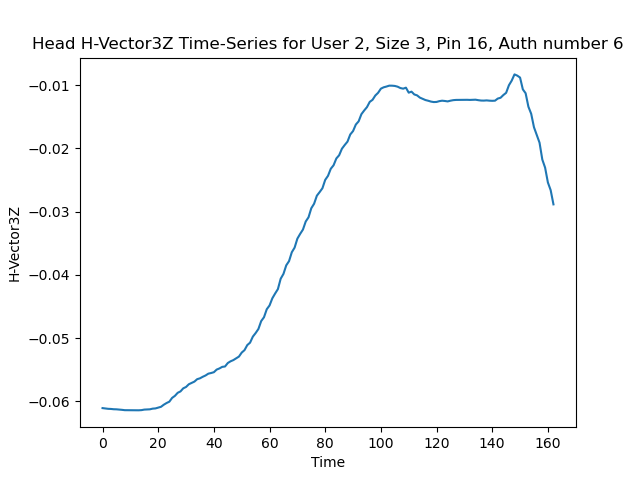 Head H-Vector3Z Time-Series for User 2, Size 3, Pin 16, Auth number 6
−0.01
−0.02
−0.03
−0.04
−0.05
−0.06
H-Vector3Z
0 20 40 60 80 100 120 140 160
Time